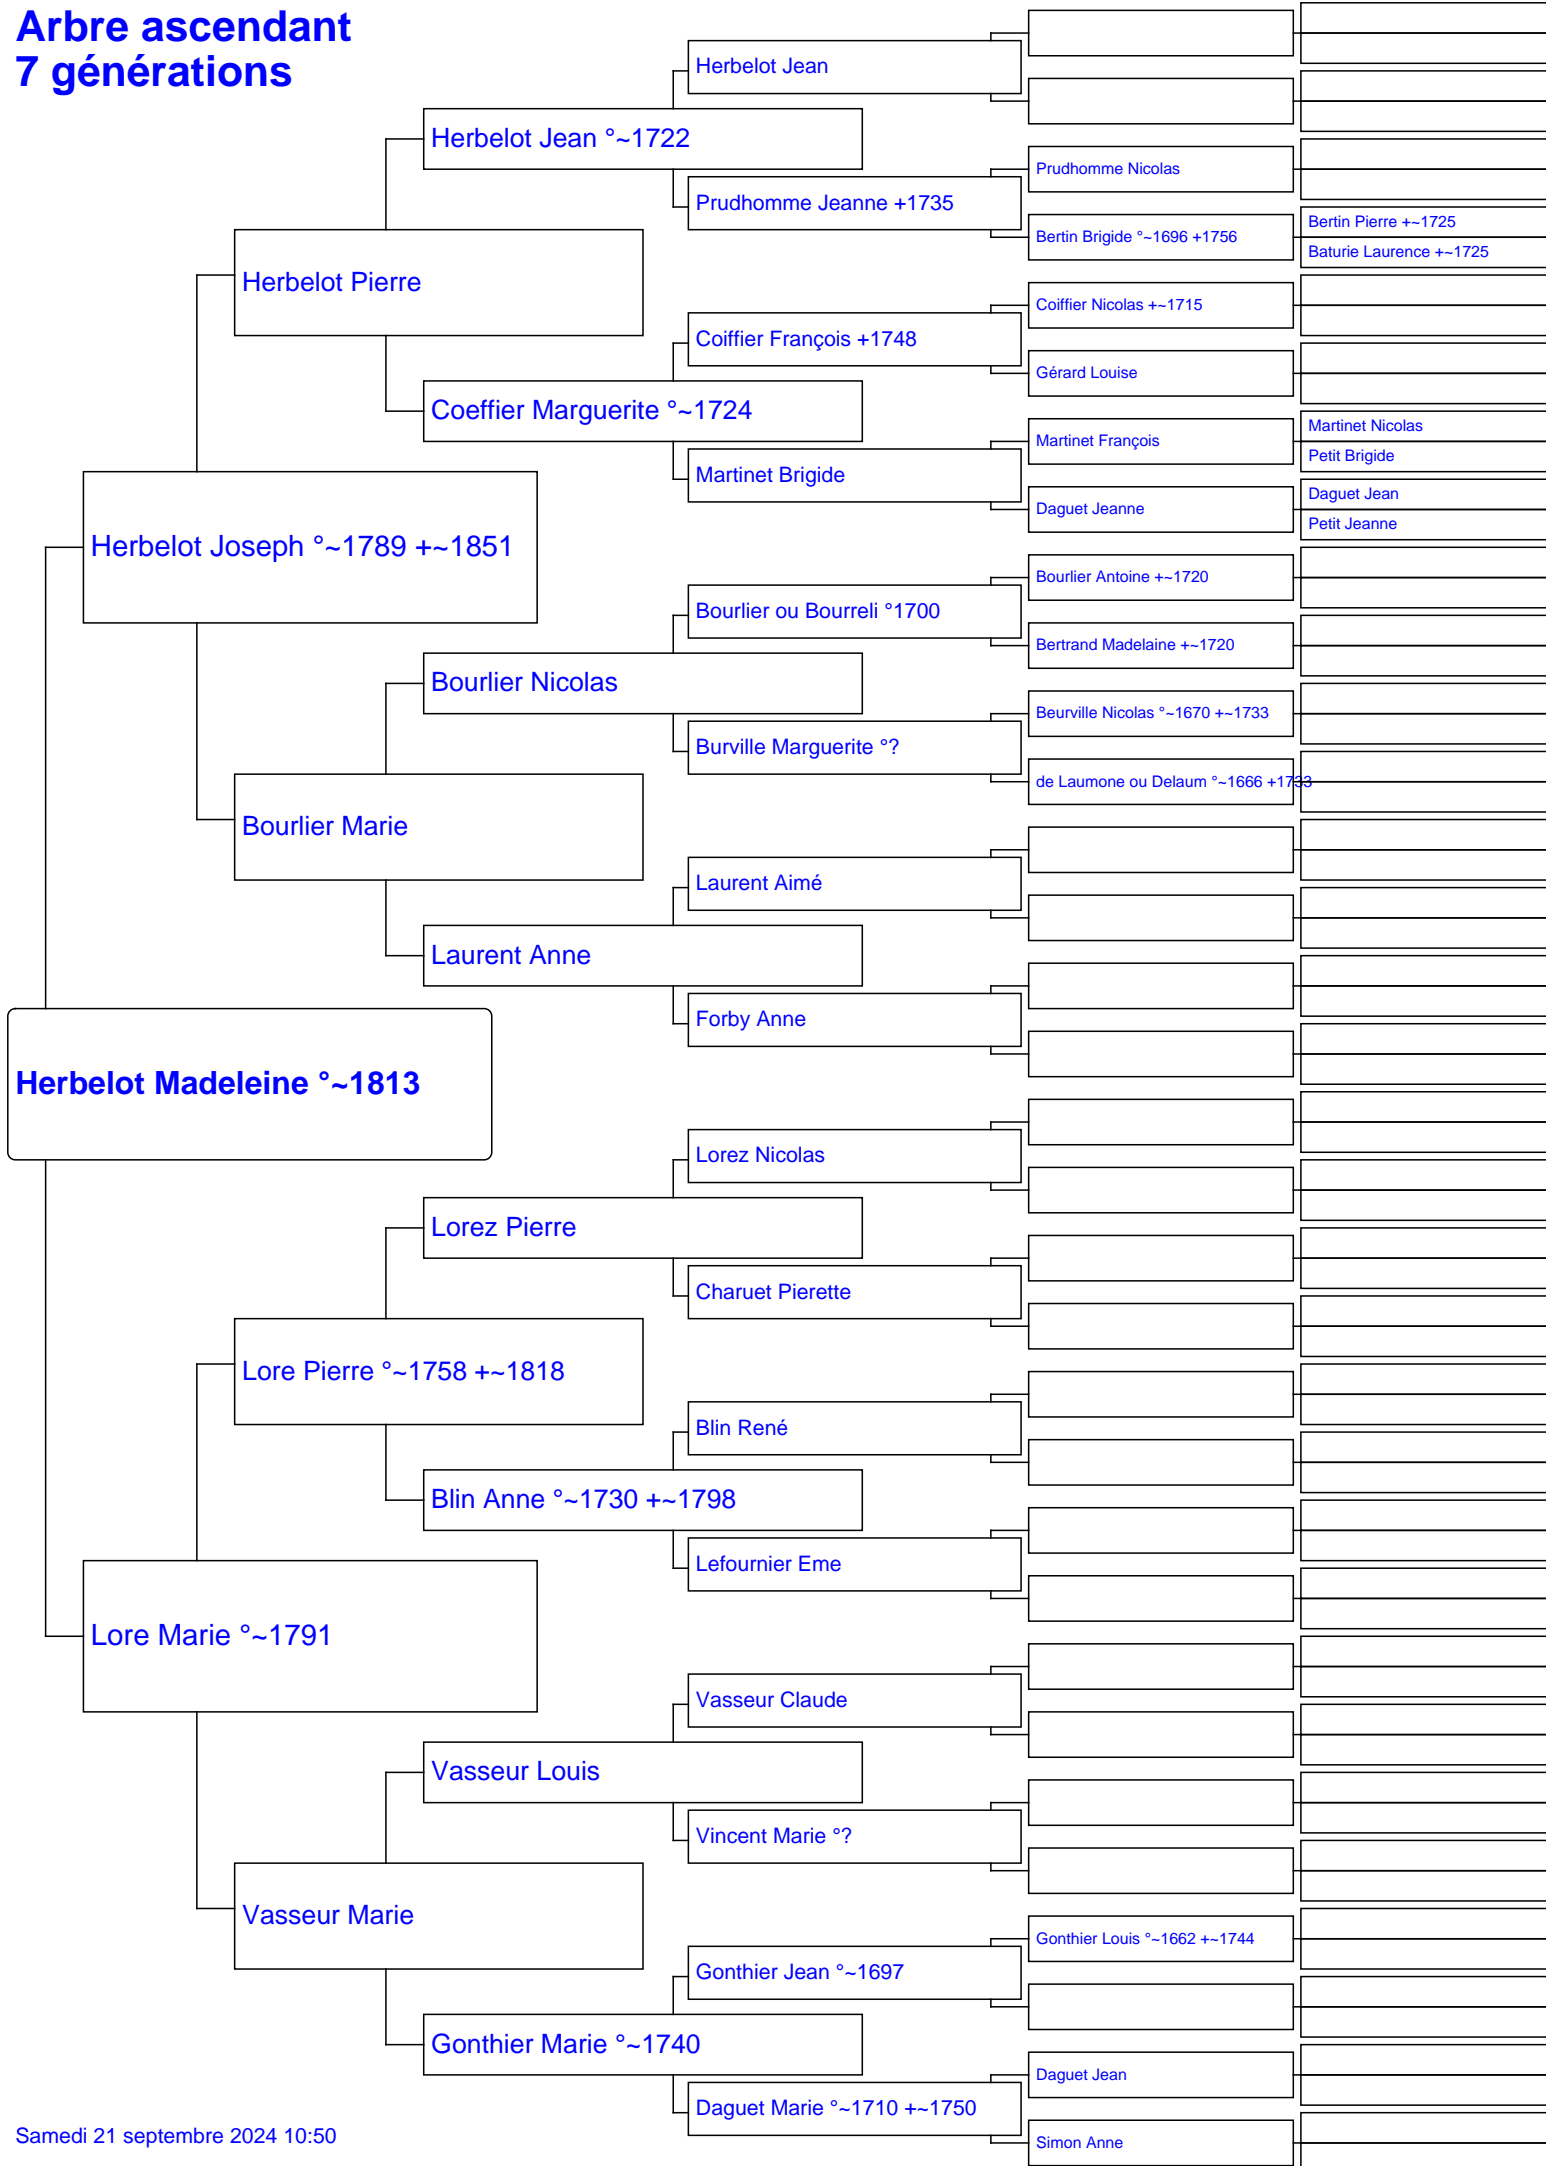 Arbre ascendant
7 générations
Herbelot Jean
Herbelot Jean °~1722
Prudhomme Nicolas
Prudhomme Jeanne +1735
Bertin Brigide °~1696 +1756
Bertin Pierre +~1725
Baturie Laurence +~1725
Herbelot Pierre
Coiffier Nicolas +~1715
Coiffier François +1748
Gérard Louise
Coeffier Marguerite °~1724
Martinet François
Martinet Nicolas
Petit Brigide
Martinet Brigide
Daguet Jeanne
Daguet Jean
Petit Jeanne
Herbelot Joseph °~1789 +~1851
Bourlier Antoine +~1720
Bourlier ou Bourreli °1700
Bertrand Madelaine +~1720
Bourlier Nicolas
Beurville Nicolas °~1670 +~1733
Burville Marguerite °?
de Laumone ou Delaum °~1666 +1733
Bourlier Marie
Laurent Aimé
Laurent Anne
Forby Anne
Herbelot Madeleine °~1813
Lorez Nicolas
Lorez Pierre
Charuet Pierette
Lore Pierre °~1758 +~1818
Blin René
Blin Anne °~1730 +~1798
Lefournier Eme
Lore Marie °~1791
Vasseur Claude
Vasseur Louis
Vincent Marie °?
Vasseur Marie
Gonthier Louis °~1662 +~1744
Gonthier Jean °~1697
Gonthier Marie °~1740
Daguet Jean
Daguet Marie °~1710 +~1750
Simon Anne
Samedi 21 septembre 2024 10:50